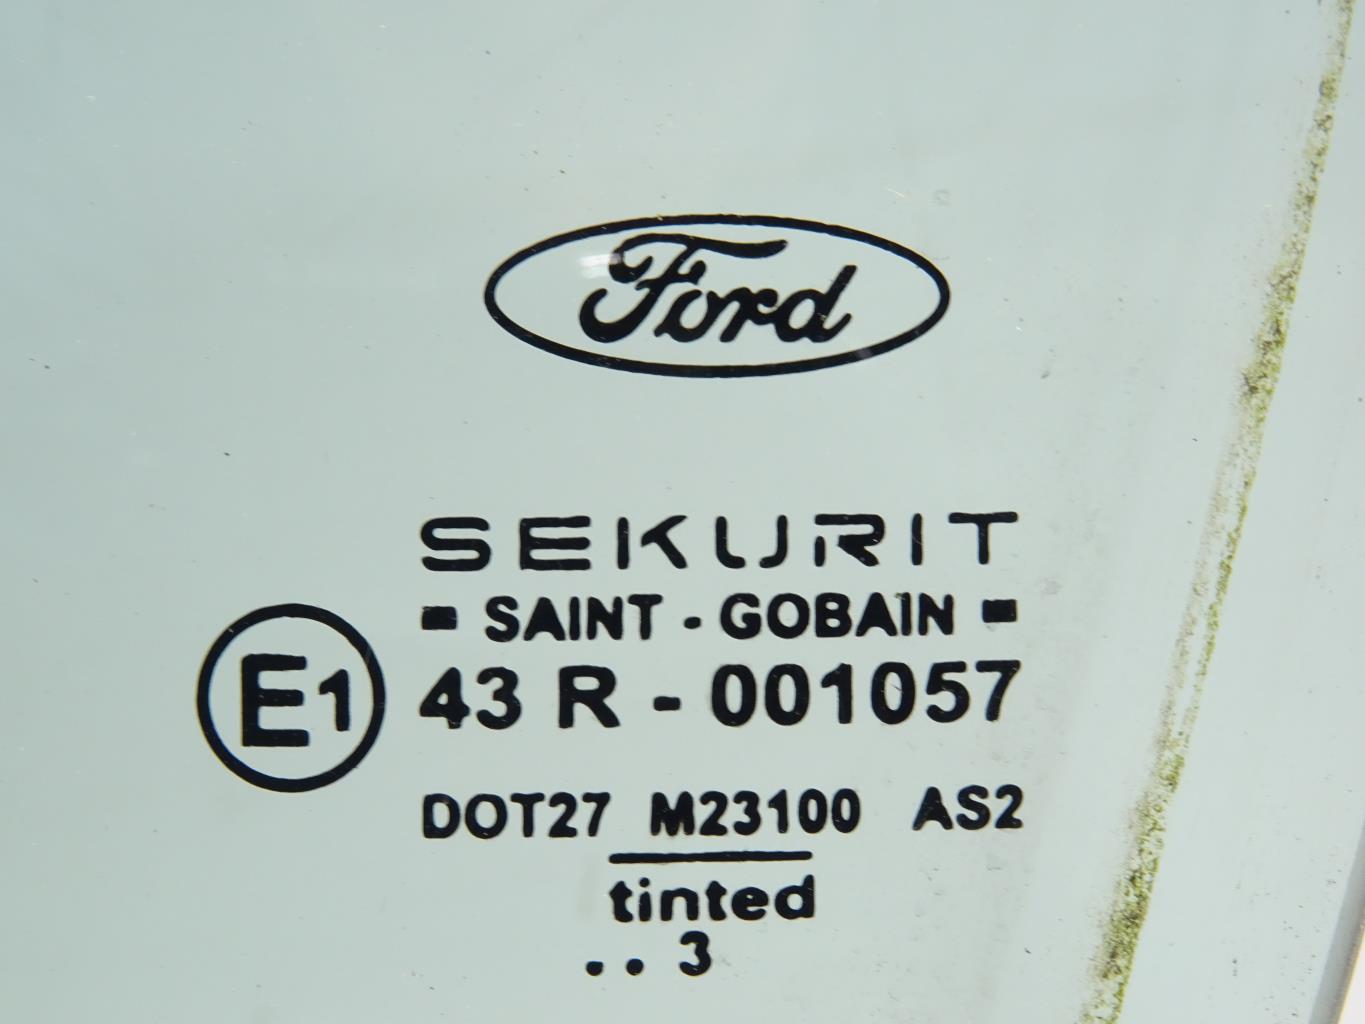 Ford
SEKURIT
SAINT - GOBAIN
E1 43 R - 001057
DOT27 M23100 AS2
tinted
. . 3